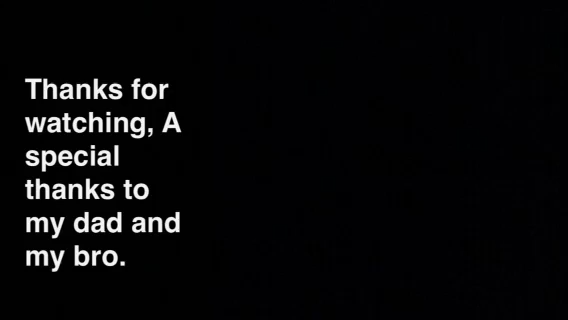 Thanks for
watching, A
special
thanks to
my dad and
my bro.